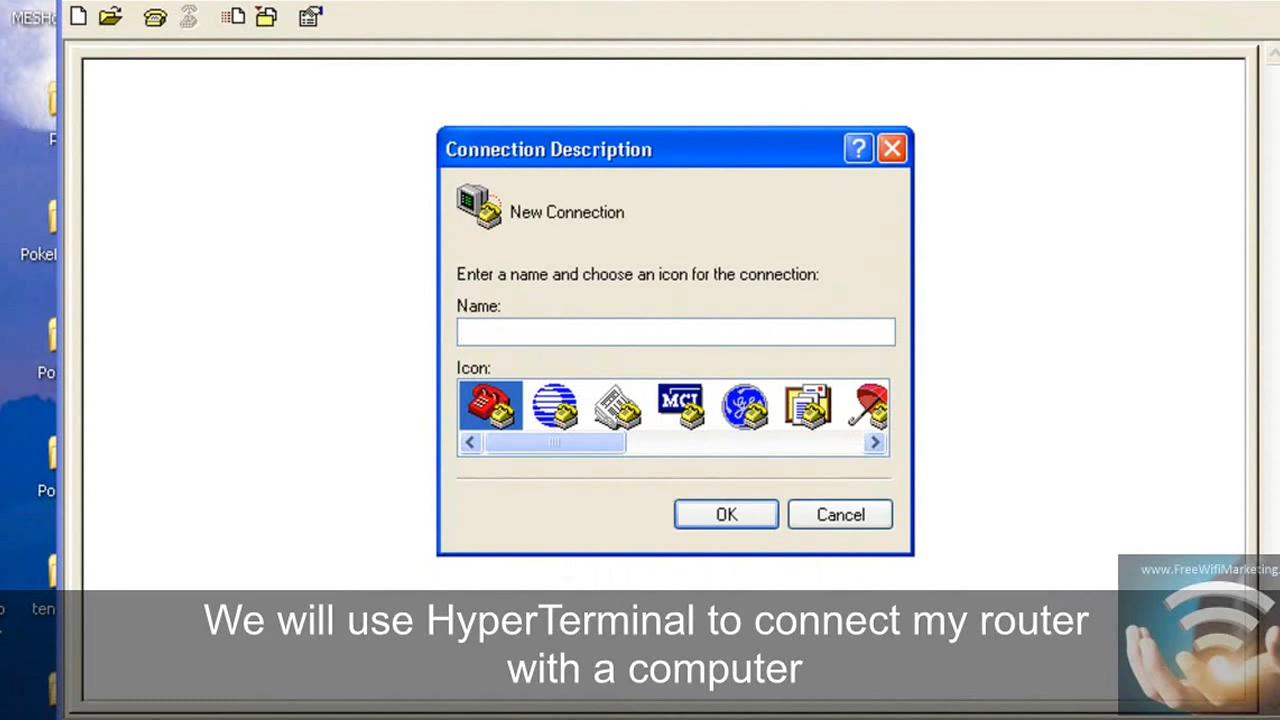 MESH
Connection Description
New Connection
Enter a name and choose an icon for the connection:
Name:
Icon:
MCI
OK
Cancel
Pokel
Po
Po
ten
www.FreeWifiMarketing.
We will use HyperTerminal to connect my router
with a computer